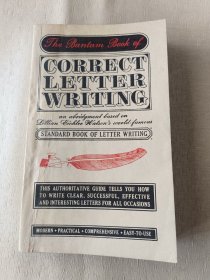 The Bantam Book of
CORRECT
LETTER
WRITING
an abridgment based on
Lillian Eichler Watson's world famous
STANDARD BOOK OF LETTER WRITING
THIS AUTHORITATIVE GUIDE TELLS YOU HOW
TO WRITE CLEAR, SUCCESSFUL, EFFECTIVE
AND INTERESTING LETTERS FOR ALL OCCASIONS
MODERN • PRACTICAL • COMPREHENSIVE • EASY-TO-USE